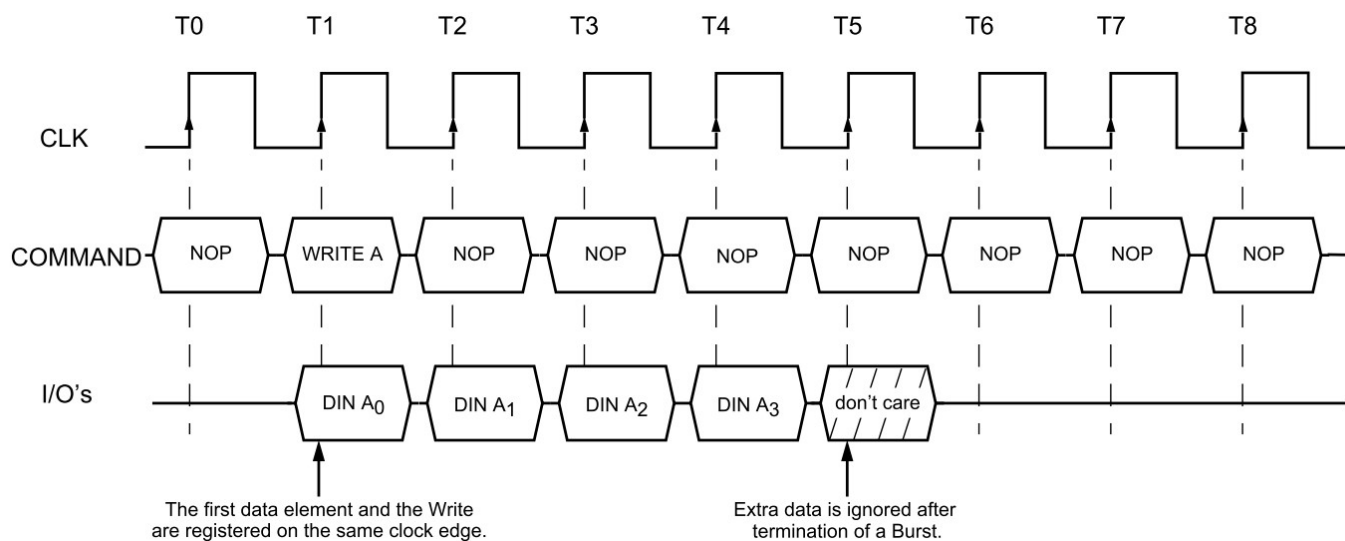 T0 T1 T2 T3 T4 T5 T6 T7 T8
CLK
COMMAND NOP WRITE A NOP NOP NOP NOP NOP NOP NOP
I/O's DIN A0 DIN A1 DIN A2 DIN A3 don't care
The first data element and the Write
are registered on the same clock edge.
Extra data is ignored after
termination of a Burst.